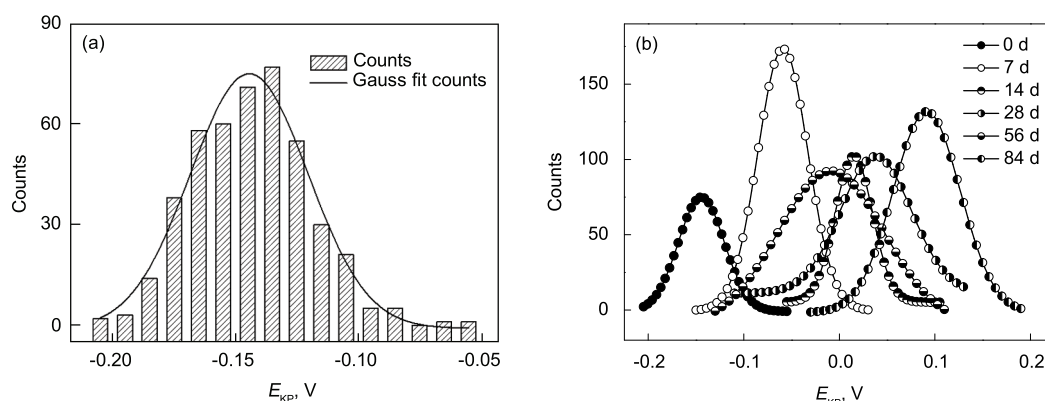 (a)
Counts
Gauss fit counts
90
60
30
0
Counts
-0.20
-0.15
-0.10
-0.05
E_KP, V
(b)
0 d
7 d
14 d
28 d
56 d
84 d
150
100
50
0
Counts
-0.2
-0.1
0.0
0.1
0.2
E_KP, V